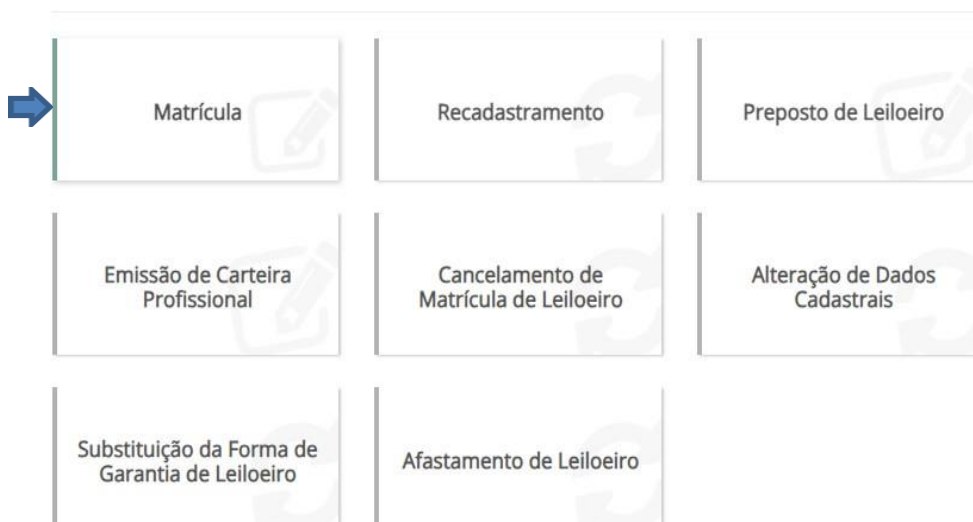 Matrícula
Recadastramento
Preposto de Leiloeiro
Emissão de Carteira
Profissional
Cancelamento de
Matrícula de Leiloeiro
Alteração de Dados
Cadastrais
Substituição da Forma de
Garantia de Leiloeiro
Afastamento de Leiloeiro